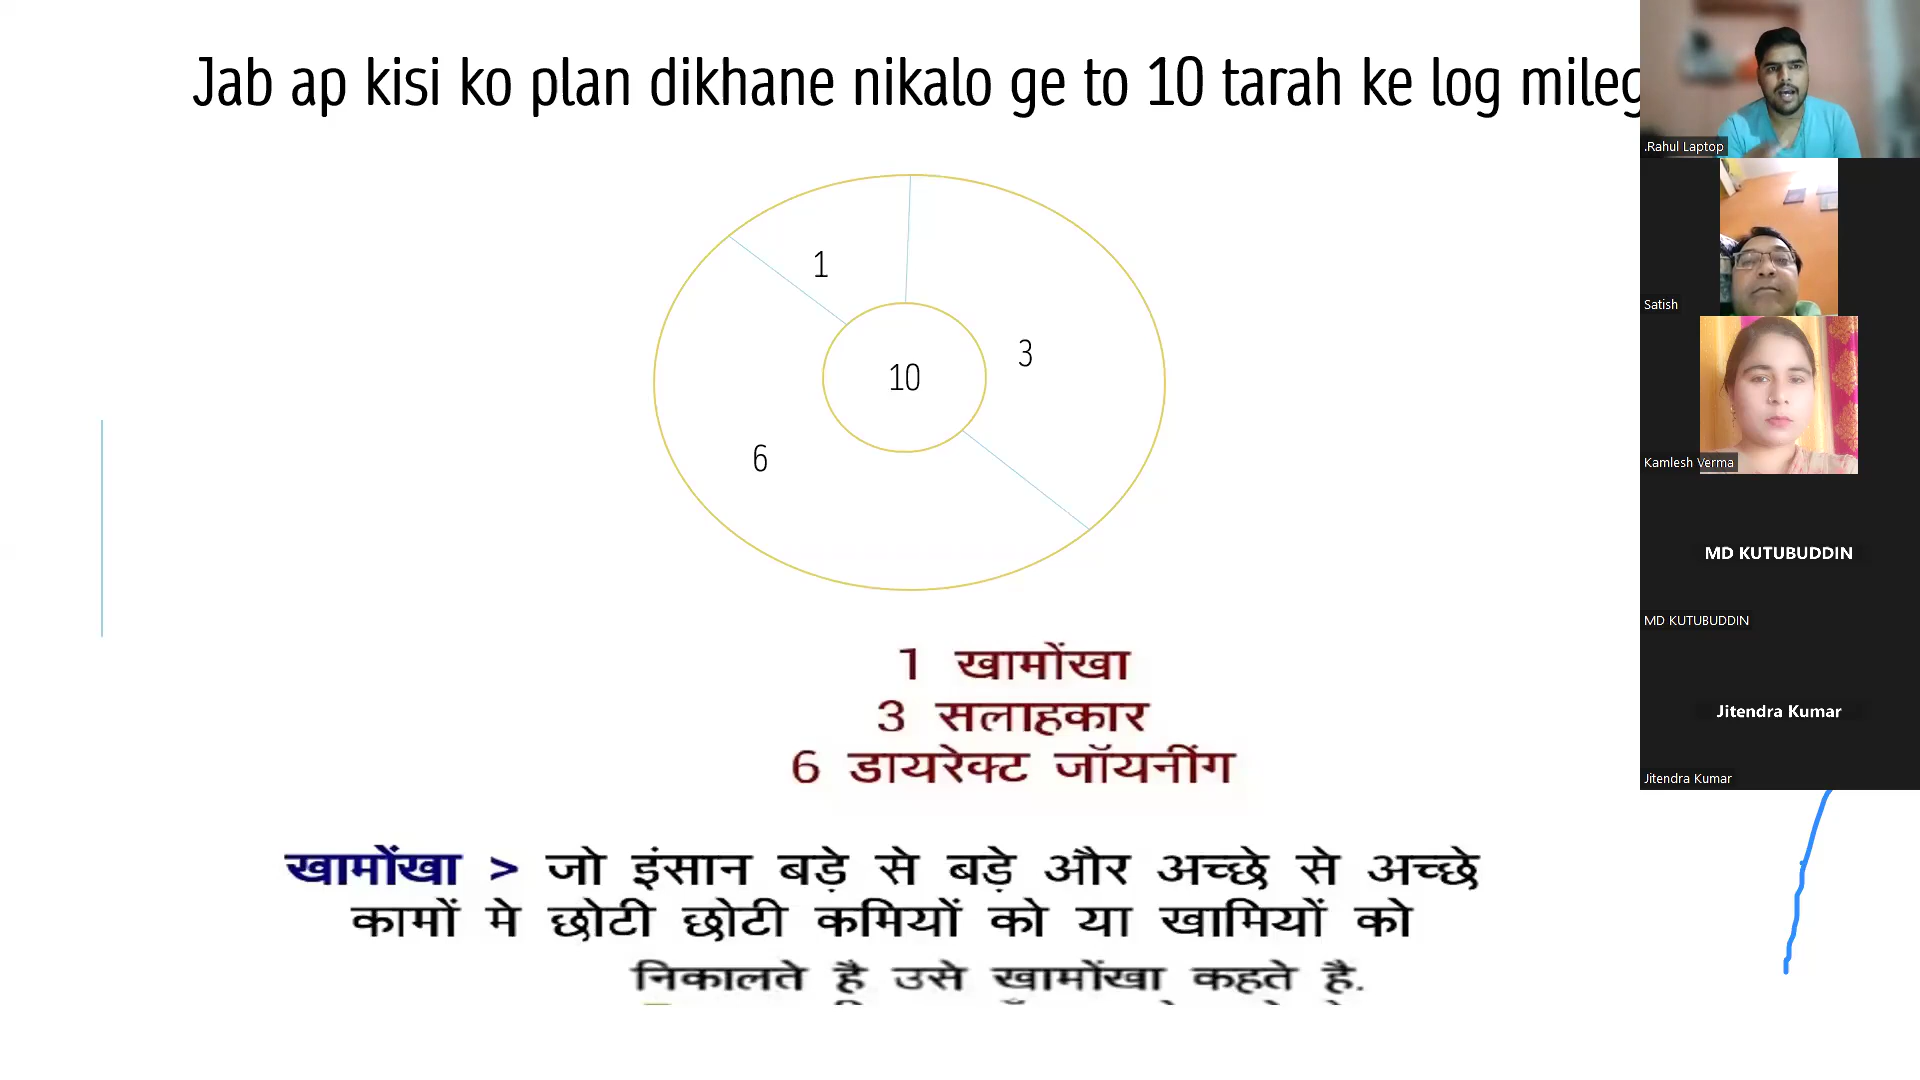 Jab ap kisi ko plan dikhane nikalo ge to 10 tarah ke log mileg
1
3
10
6
1 खामोंखा
3 सलाहकार
6 डायरेक्ट जॉयनींग
खामोंखा > जो इंसान बड़े से बड़े और अच्छे से अच्छे
कामों मे छोटी छोटी कमियों को या खामियों को
निकालते है उसे खामोंखा कहते है.
.Rahul Laptop
Satish
Kamlesh Verma
MD KUTUBUDDIN
MD KUTUBUDDIN
Jitendra Kumar
Jitendra Kumar